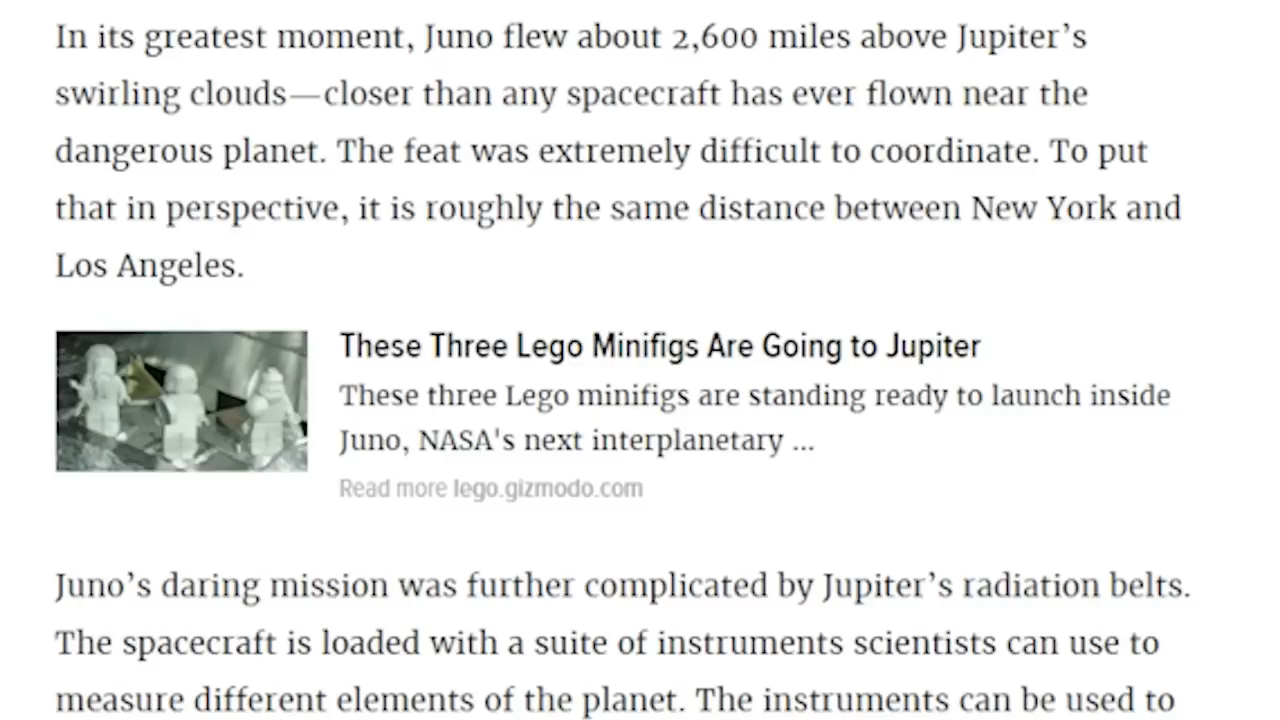 In its greatest moment, Juno flew about 2,600 miles above Jupiter’s
swirling clouds—closer than any spacecraft has ever flown near the
dangerous planet. The feat was extremely difficult to coordinate. To put
that in perspective, it is roughly the same distance between New York and
Los Angeles.
These Three Lego Minifigs Are Going to Jupiter
These three Lego minifigs are standing ready to launch inside
Juno, NASA's next interplanetary ...
Read more lego.gizmodo.com
Juno’s daring mission was further complicated by Jupiter’s radiation belts.
The spacecraft is loaded with a suite of instruments scientists can use to
measure different elements of the planet. The instruments can be used to